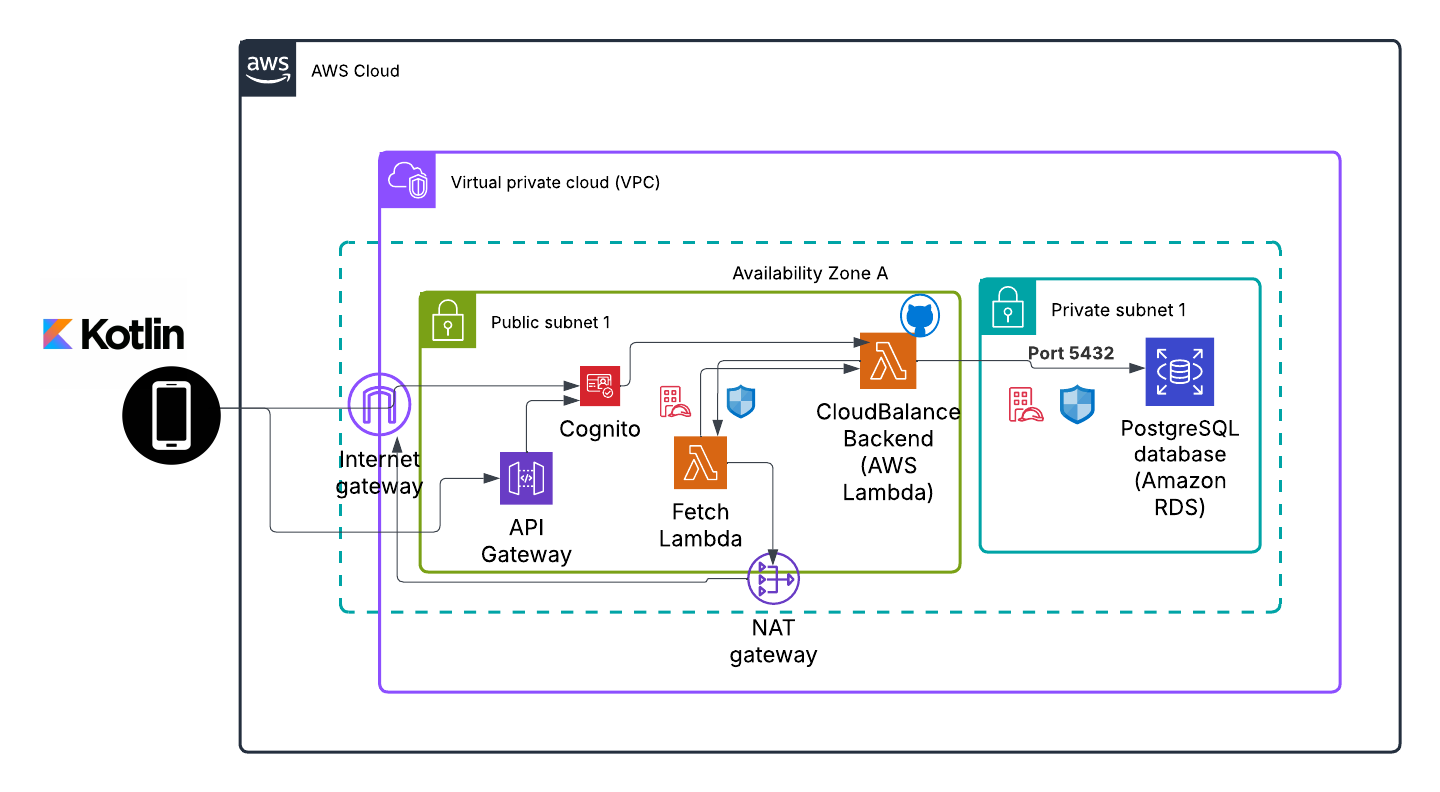 aws
AWS Cloud
Virtual private cloud (VPC)
Availability Zone A
Public subnet 1
Private subnet 1
Kotlin
Port 5432
Cognito
CloudBalance
Backend
(AWS
Lambda)
PostgreSQL
database
(Amazon
RDS)
Internet
gateway
API
Gateway
Fetch
Lambda
NAT
gateway